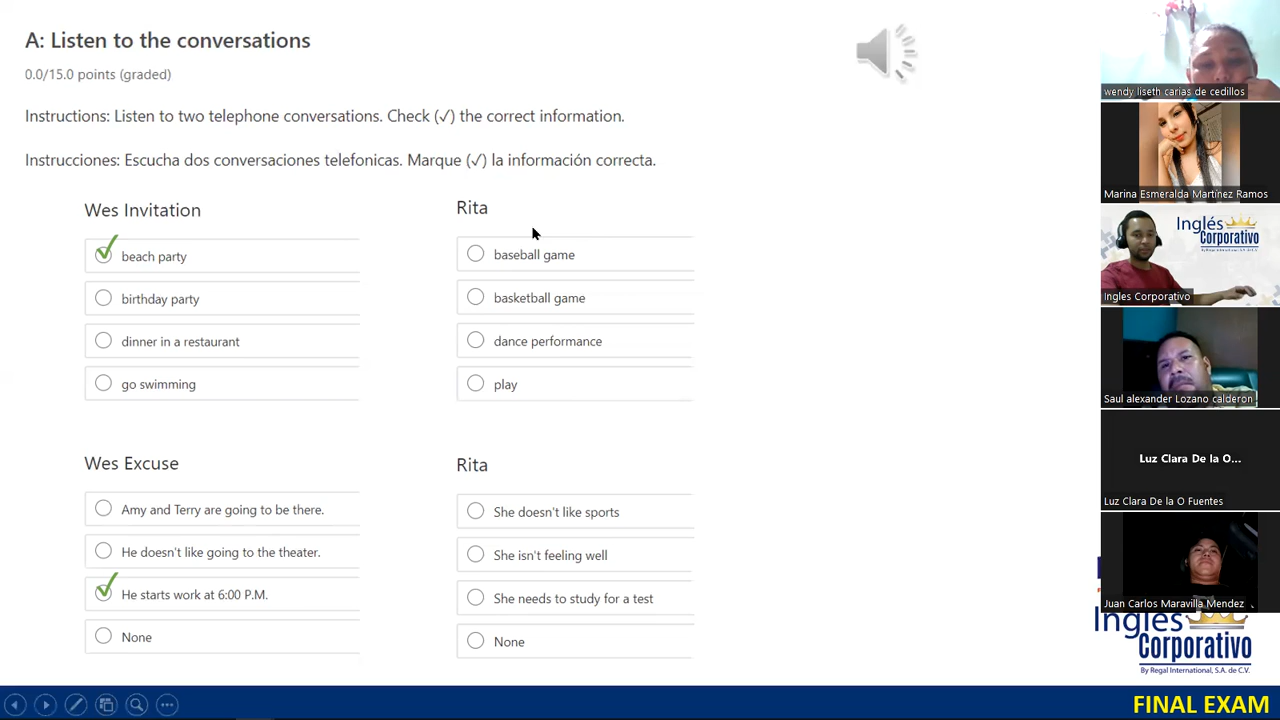 A: Listen to the conversations
0.0/15.0 points (graded)
Instructions: Listen to two telephone conversations. Check (✓) the correct information.
Instrucciones: Escucha dos conversaciones telefonicas. Marque (✓) la información correcta.
Wes Invitation
beach party
birthday party
dinner in a restaurant
go swimming
Rita
baseball game
basketball game
dance performance
play
Wes Excuse
Amy and Terry are going to be there.
He doesn't like going to the theater.
He starts work at 6:00 P.M.
None
Rita
She doesn't like sports
She isn't feeling well
She needs to study for a test
None
wendy liseth carias de cedillos
Marina Esmeralda Martínez Ramos
Inglés
Corporativo
By Regal International, S.A. de C.V.
Ingles Corporativo
Saul alexander Lozano calderon
Luz Clara De la O...
Luz Clara De la O Fuentes
Juan Carlos Maravilla Mendez
Inglés
Corporativo
By Regal International, S.A. de C.V.
FINAL EXAM